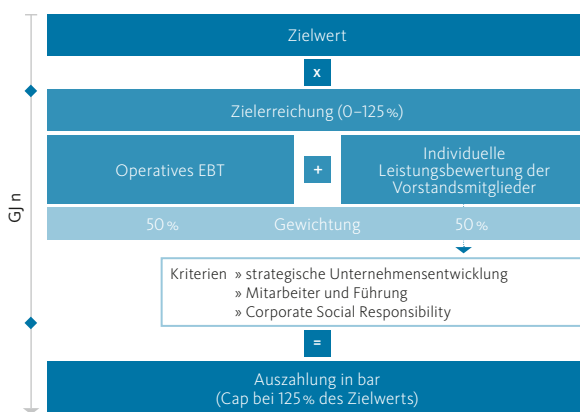 Zielwert
x
Zielerreichung (0–125 %)
Operatives EBT
+
Individuelle
Leistungsbewertung der
Vorstandsmitglieder
50 % Gewichtung 50 %
Kriterien » strategische Unternehmensentwicklung
» Mitarbeiter und Führung
» Corporate Social Responsibility
=
Auszahlung in bar
(Cap bei 125 % des Zielwerts)
GJ n